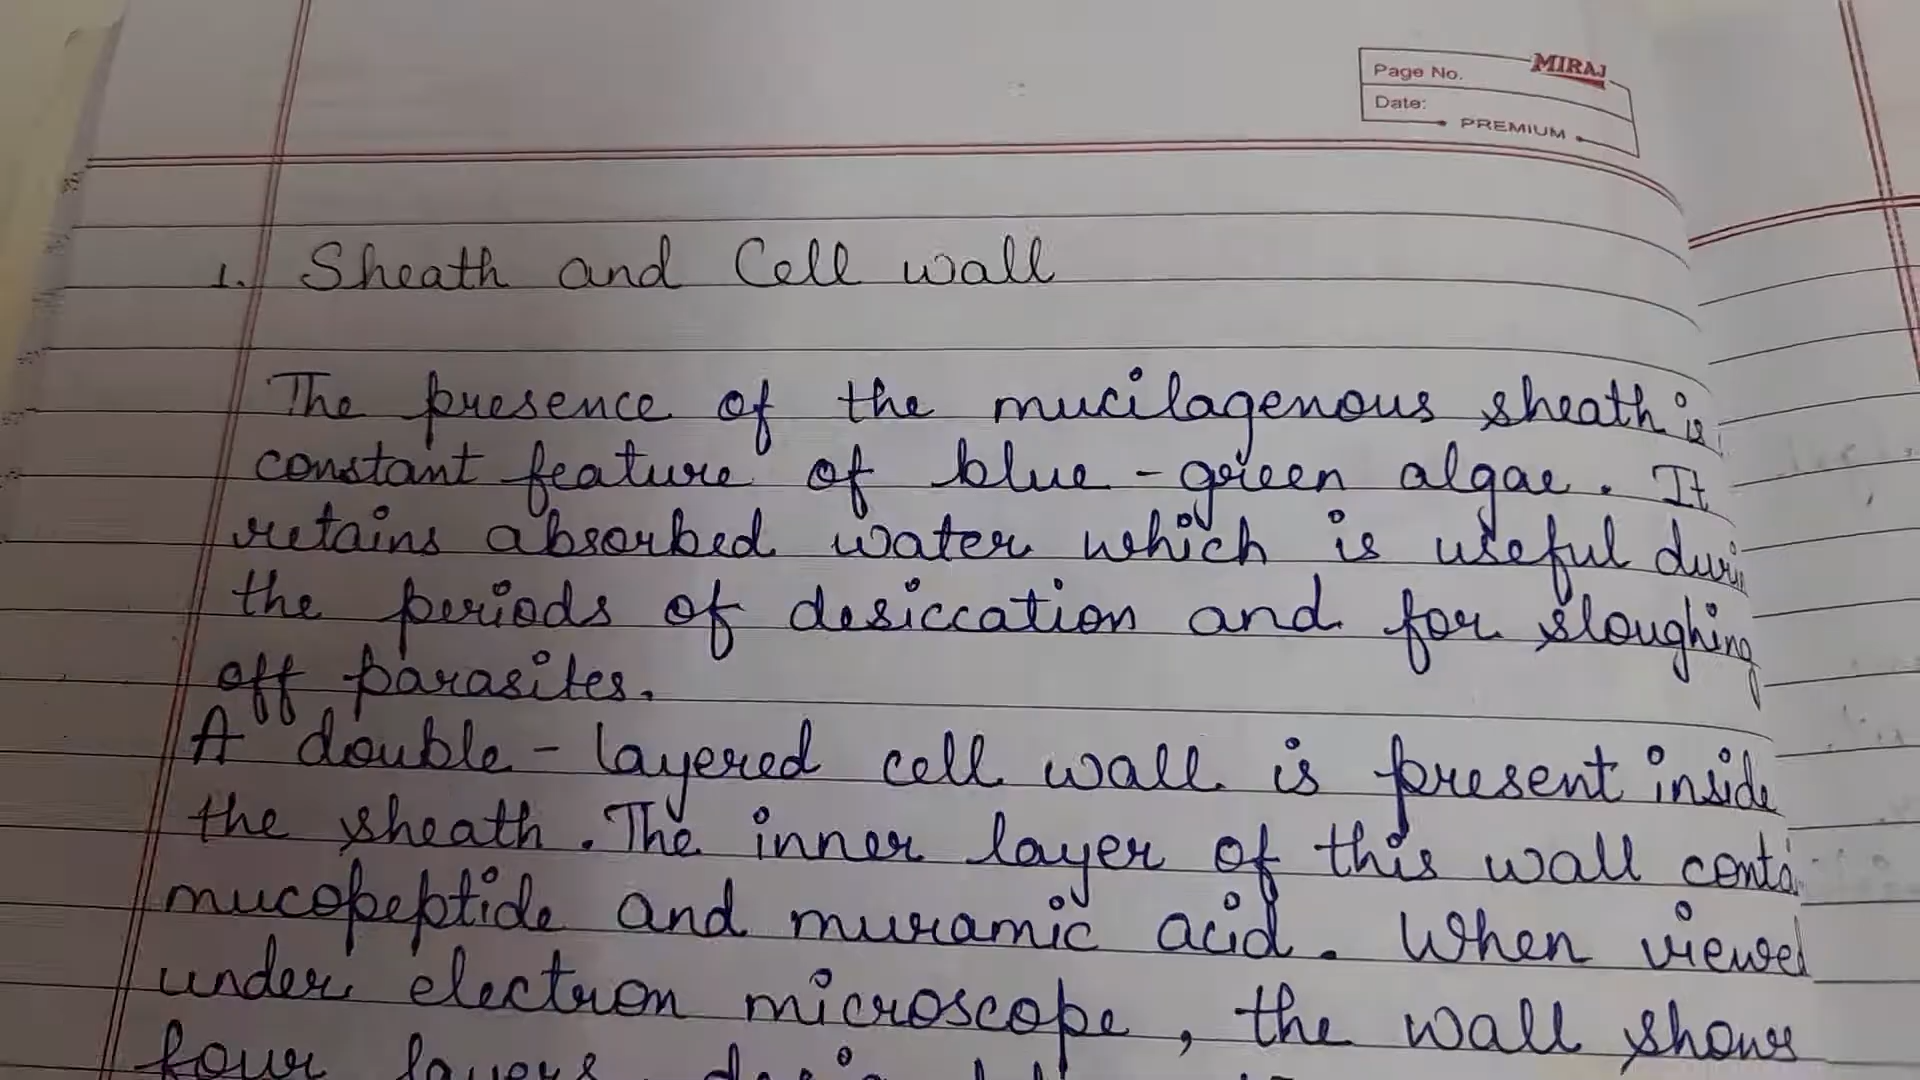 MIRAJ
Page No.
Date:
PREMIUM
1. Sheath and Cell wall
The presence of the mucilagenous sheath is
constant feature of blue-green algae. It
retains absorbed water which is useful duri
the periods of desiccation and for sloughing
off parasites.
A double-layered cell wall is present inside
the sheath. The inner layer of this wall conta
mucopeptide and muramic acid. When viewed
under electron microscope, the wall shows
four layers